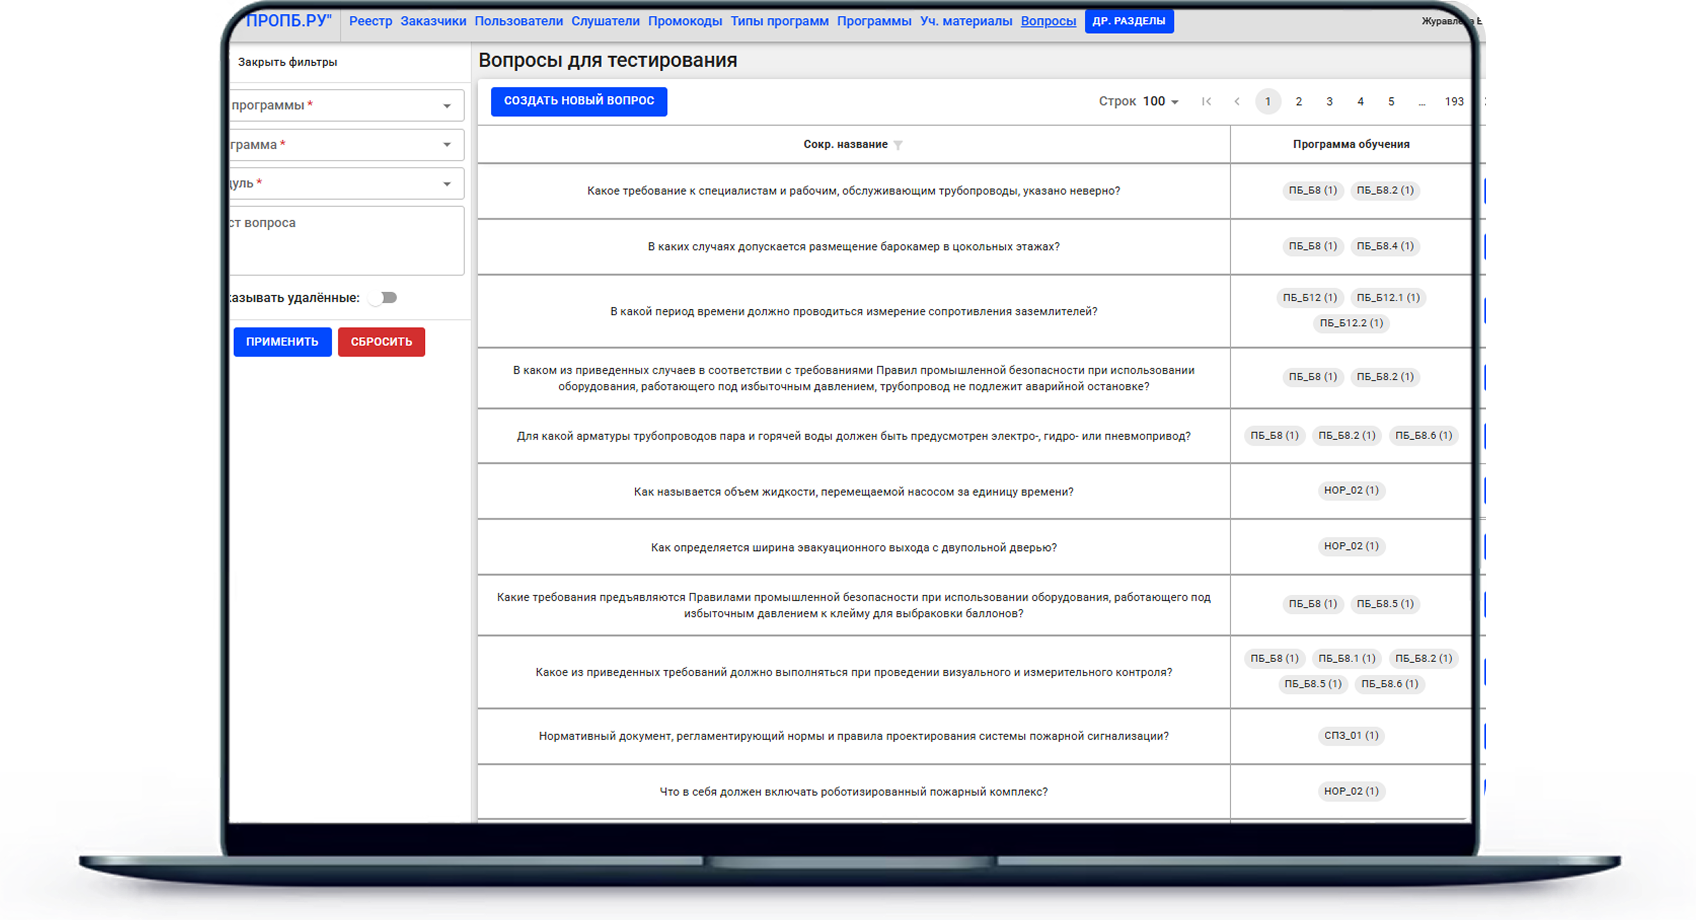 ПРОПБ.РУ" Реестр Заказчики Пользователи Слушатели Промокоды Типы программ Программы Уч. материалы Вопросы ДР. РАЗДЕЛЫ
Закрыть фильтры
программы *
грамма *
уль *
ст вопроса
казывать удалённые:
ПРИМЕНИТЬ СБРОСИТЬ
Вопросы для тестирования
СОЗДАТЬ НОВЫЙ ВОПРОС Строк 100 1 2 3 4 5 ... 193
Сокр. название Программа обучения
Какое требование к специалистам и рабочим, обслуживающим трубопроводы, указано неверно? ПБ_Б8 (1) ПБ_Б8.2 (1)
В каких случаях допускается размещение барокамер в цокольных этажах? ПБ_Б8 (1) ПБ_Б8.4 (1)
В какой период времени должно проводиться измерение сопротивления заземлителей? ПБ_Б12 (1) ПБ_Б12.1 (1)
ПБ_Б12.2 (1)
В каком из приведенных случаев в соответствии с требованиями Правил промышленной безопасности при использовании
оборудования, работающего под избыточным давлением, трубопровод не подлежит аварийной остановке? ПБ_Б8 (1) ПБ_Б8.2 (1)
Для какой арматуры трубопроводов пара и горячей воды должен быть предусмотрен электро-, гидро- или пневмопривод? ПБ_Б8 (1) ПБ_Б8.2 (1) ПБ_Б8.6 (1)
Как называется объем жидкости, перемещаемой насосом за единицу времени? НОР_02 (1)
Как определяется ширина эвакуационного выхода с двупольной дверью? НОР_02 (1)
Какие требования предъявляются Правилами промышленной безопасности при использовании оборудования, работающего под
избыточным давлением к клейму для выбраковки баллонов? ПБ_Б8 (1) ПБ_Б8.5 (1)
Какое из приведенных требований должно выполняться при проведении визуального и измерительного контроля? ПБ_Б8 (1) ПБ_Б8.1 (1) ПБ_Б8.2 (1)
ПБ_Б8.5 (1) ПБ_Б8.6 (1)
Нормативный документ, регламентирующий нормы и правила проектирования системы пожарной сигнализации? СПЗ_01 (1)
Что в себя должен включать роботизированный пожарный комплекс? НОР_02 (1)